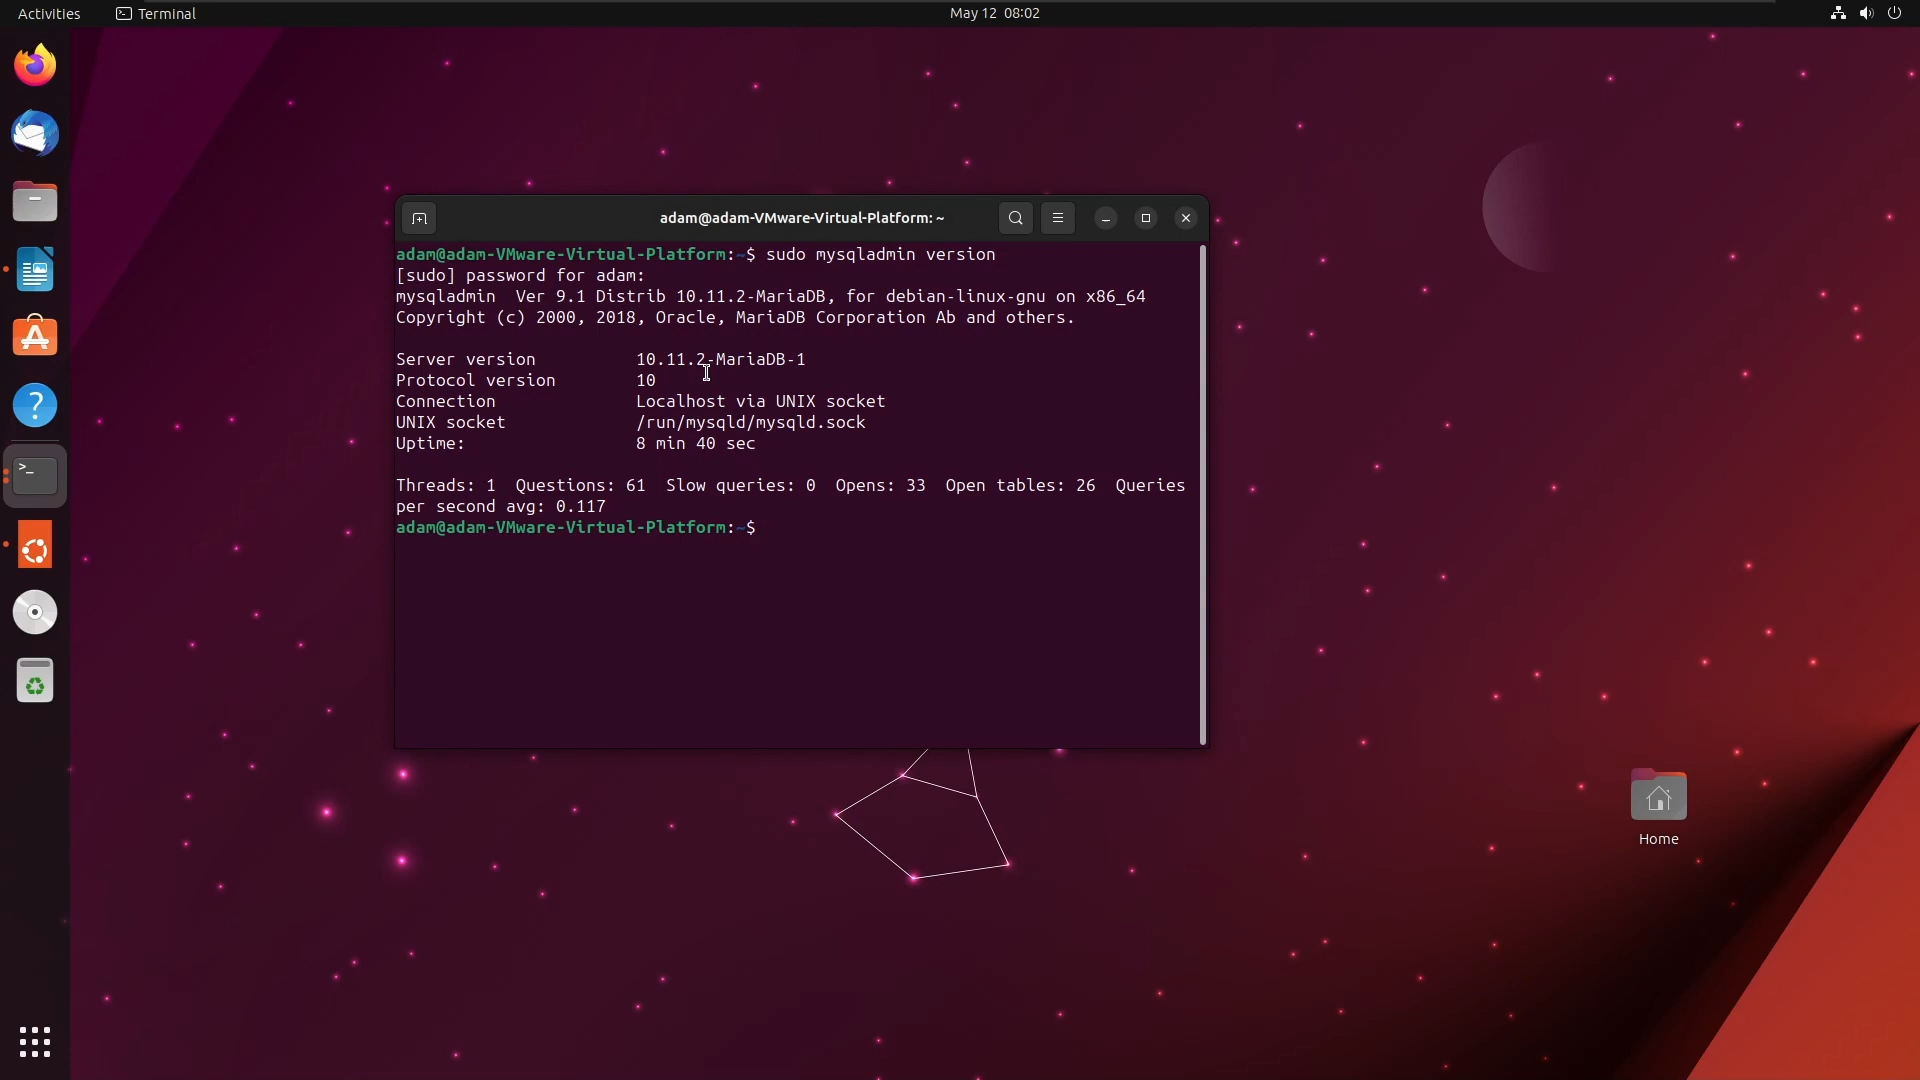 Activities
Terminal
May 12 08:02
adam@adam-VMware-Virtual-Platform: ~
adam@adam-VMware-Virtual-Platform:~$ sudo mysqladmin version
[sudo] password for adam:
mysqladmin  Ver 9.1 Distrib 10.11.2-MariaDB, for debian-linux-gnu on x86_64
Copyright (c) 2000, 2018, Oracle, MariaDB Corporation Ab and others.
Server version          10.11.2-MariaDB-1
Protocol version        10
Connection              Localhost via UNIX socket
UNIX socket             /run/mysqld/mysqld.sock
Uptime:                 8 min 40 sec
Threads: 1  Questions: 61  Slow queries: 0  Opens: 33  Open tables: 26  Queries
per second avg: 0.117
adam@adam-VMware-Virtual-Platform:~$
Home